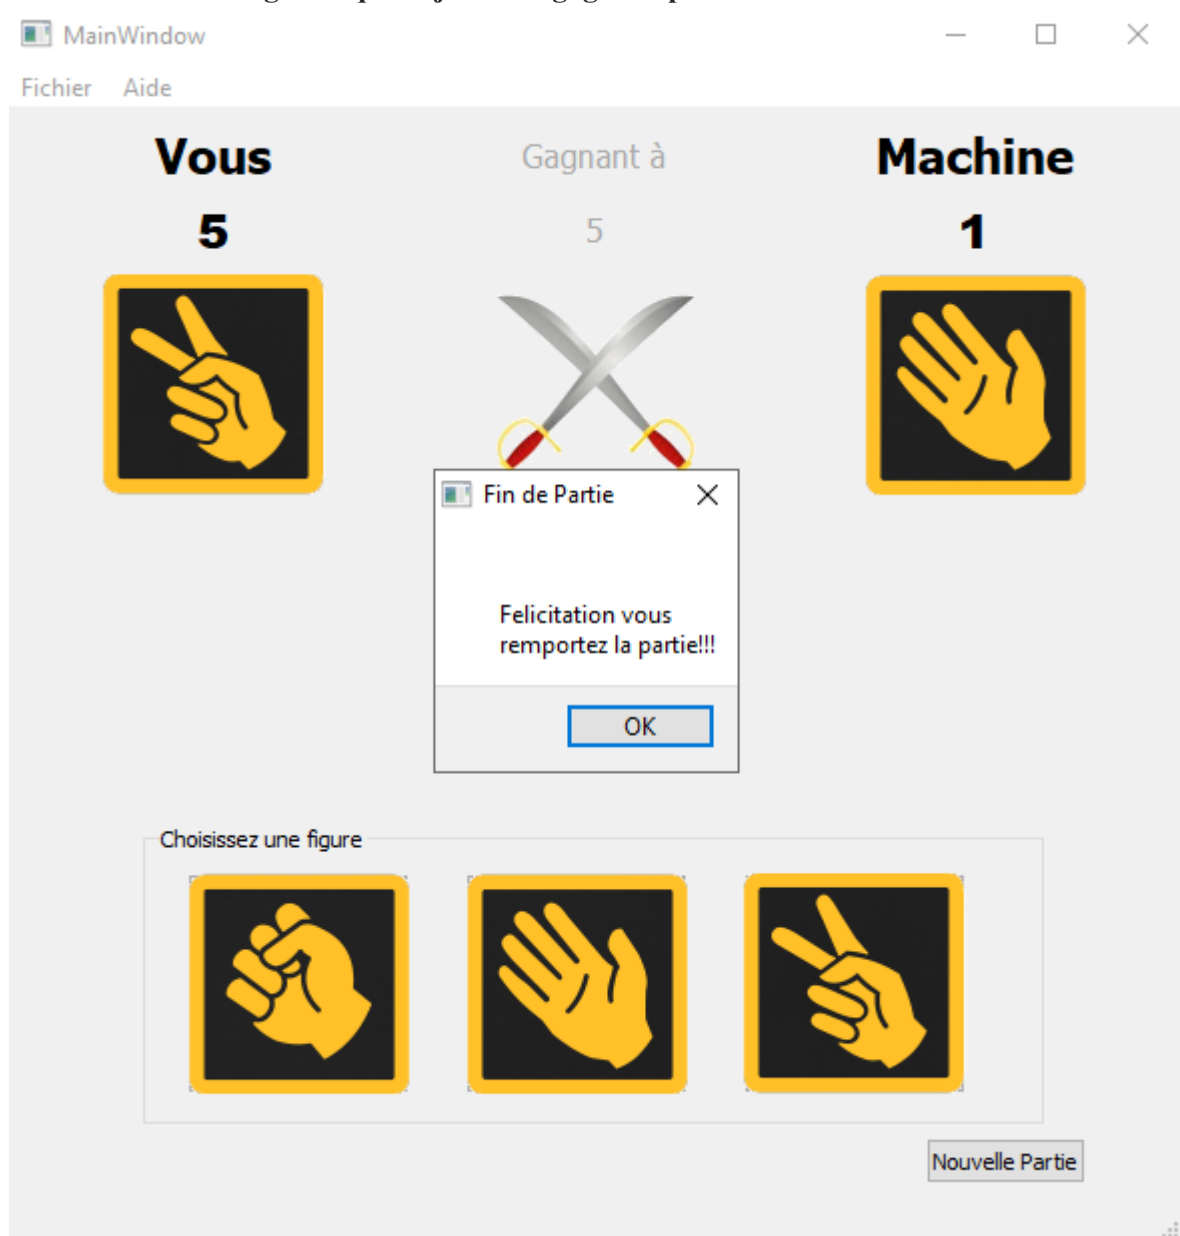 MainWindow
Fichier Aide
Vous Gagnant à Machine
5 5 1
Fin de Partie
Felicitation vous
remportez la partie!!!
OK
Choisissez une figure
Nouvelle Partie